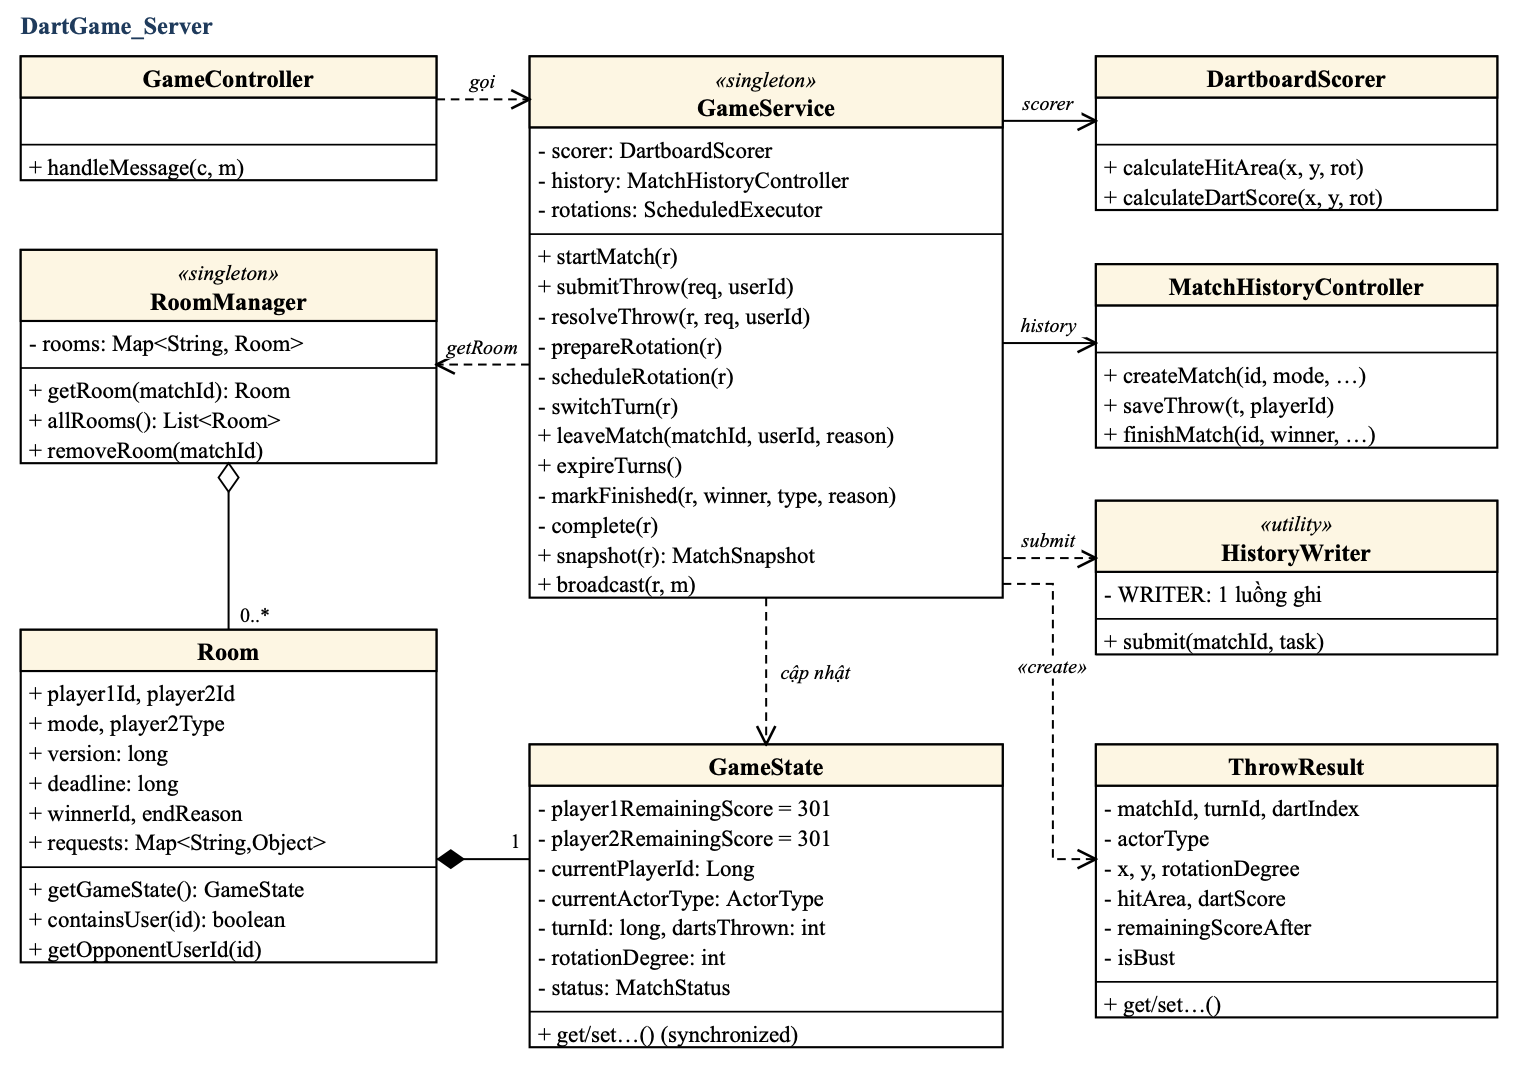 DartGame_Server
GameController
+ handleMessage(c, m)
gọi
«singleton»
GameService
- scorer: DartboardScorer
- history: MatchHistoryController
- rotations: ScheduledExecutor
+ startMatch(r)
+ submitThrow(req, userId)
- resolveThrow(r, req, userId)
- prepareRotation(r)
- scheduleRotation(r)
- switchTurn(r)
+ leaveMatch(matchId, userId, reason)
+ expireTurns()
- markFinished(r, winner, type, reason)
- complete(r)
+ snapshot(r): MatchSnapshot
+ broadcast(r, m)
scorer
DartboardScorer
+ calculateHitArea(x, y, rot)
+ calculateDartScore(x, y, rot)
«singleton»
RoomManager
- rooms: Map<String, Room>
+ getRoom(matchId): Room
+ allRooms(): List<Room>
+ removeRoom(matchId)
getRoom
history
MatchHistoryController
+ createMatch(id, mode, …)
+ saveThrow(t, playerId)
+ finishMatch(id, winner, …)
submit
«utility»
HistoryWriter
- WRITER: 1 luồng ghi
+ submit(matchId, task)
0..*
Room
+ player1Id, player2Id
+ mode, player2Type
+ version: long
+ deadline: long
+ winnerId, endReason
+ requests: Map<String,Object>
+ getGameState(): GameState
+ containsUser(id): boolean
+ getOpponentUserId(id)
1
cập nhật
«create»
GameState
- player1RemainingScore = 301
- player2RemainingScore = 301
- currentPlayerId: Long
- currentActorType: ActorType
- turnId: long, dartsThrown: int
- rotationDegree: int
- status: MatchStatus
+ get/set…() (synchronized)
ThrowResult
- matchId, turnId, dartIndex
- actorType
- x, y, rotationDegree
- hitArea, dartScore
- remainingScoreAfter
- isBust
+ get/set…()